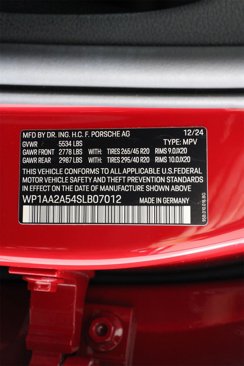 MFD BY DR. ING. H.C. F. PORSCHE AG 12/24
GVWR 5534 LBS TYPE: MPV
GAWR FRONT 2778 LBS WITH: TIRES 265/45 R20 RIMS 9.0JX20
GAWR REAR 2987 LBS WITH: TIRES 295/40 R20 RIMS 10.0JX20
THIS VEHICLE CONFORMS TO ALL APPLICABLE U.S.FEDERAL
MOTOR VEHICLE SAFETY AND THEFT PREVENTION STANDARDS
IN EFFECT ON THE DATE OF MANUFACTURE SHOWN ABOVE
WP1AA2A54SLB07012 MADE IN GERMANY